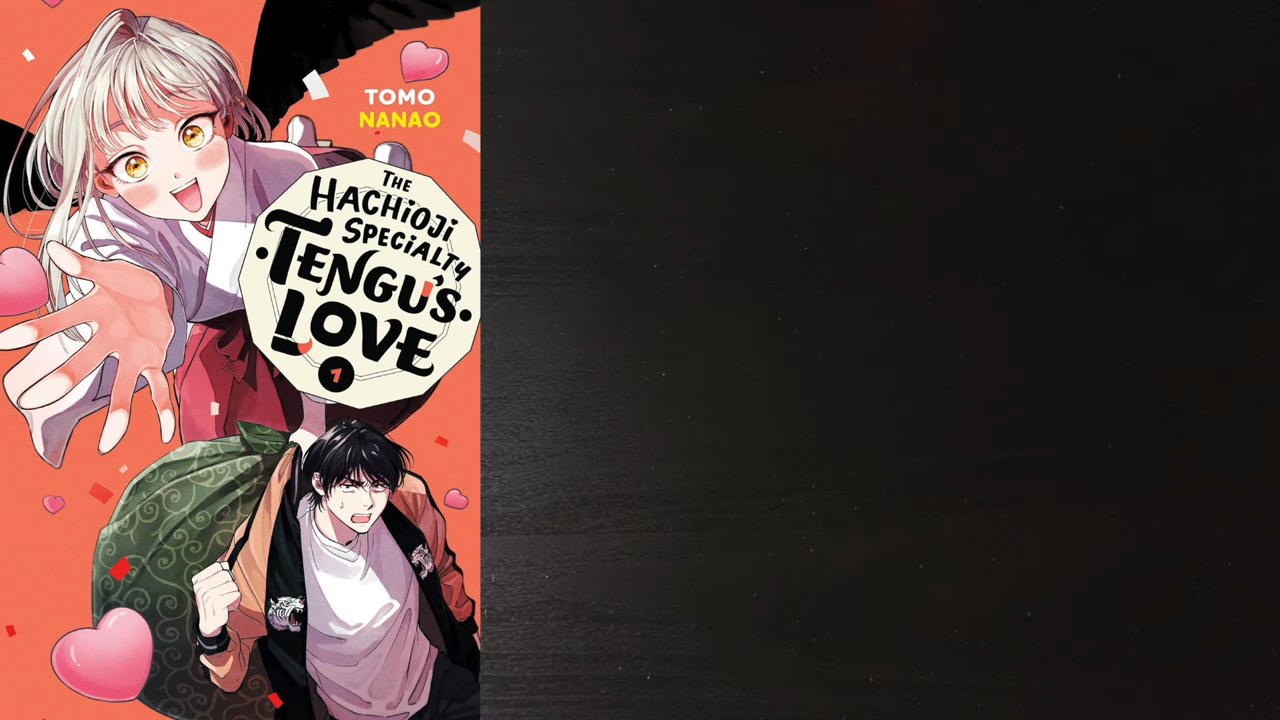 TOMO
NANAO
THE
HACHiOJi
SPECiALTY
TENGU'S
LOVE
1